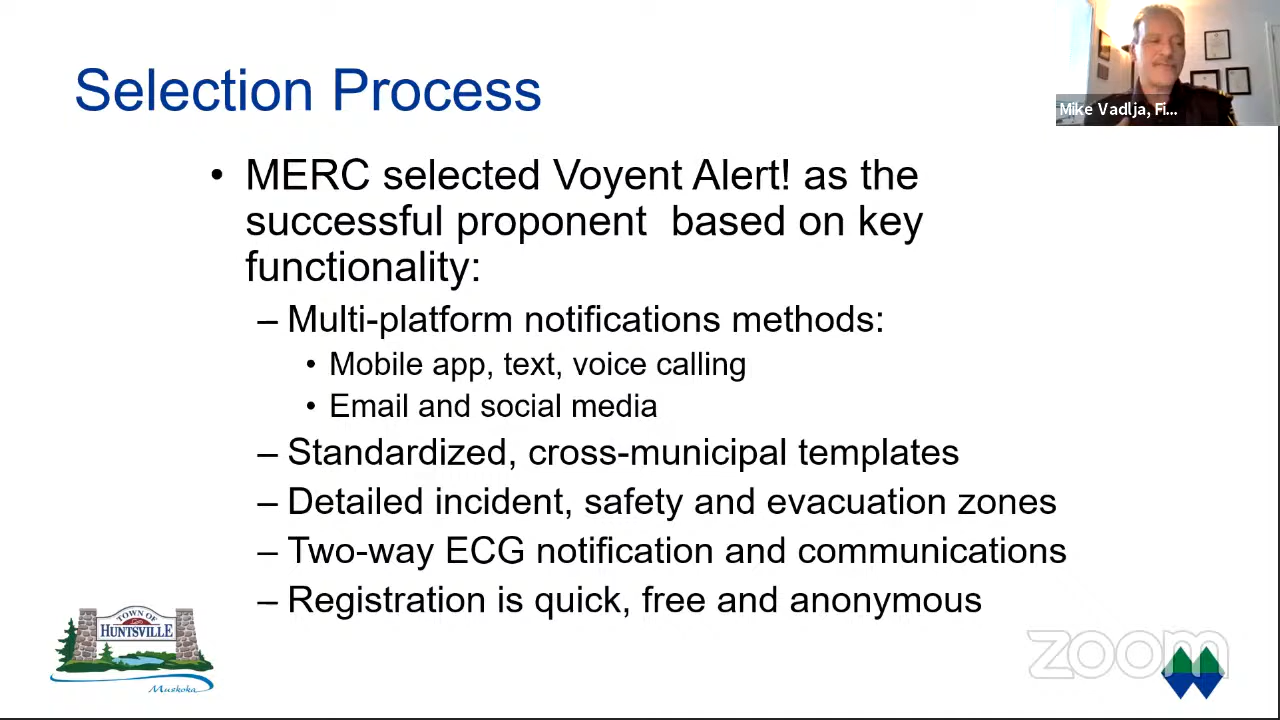 Selection Process
Mike Vadlja, Fi...
• MERC selected Voyent Alert! as the
successful proponent  based on key
functionality:
– Multi-platform notifications methods:
• Mobile app, text, voice calling
• Email and social media
– Standardized, cross-municipal templates
– Detailed incident, safety and evacuation zones
– Two-way ECG notification and communications
– Registration is quick, free and anonymous
TOWN OF
HUNTSVILLE
Muskoka
zoom